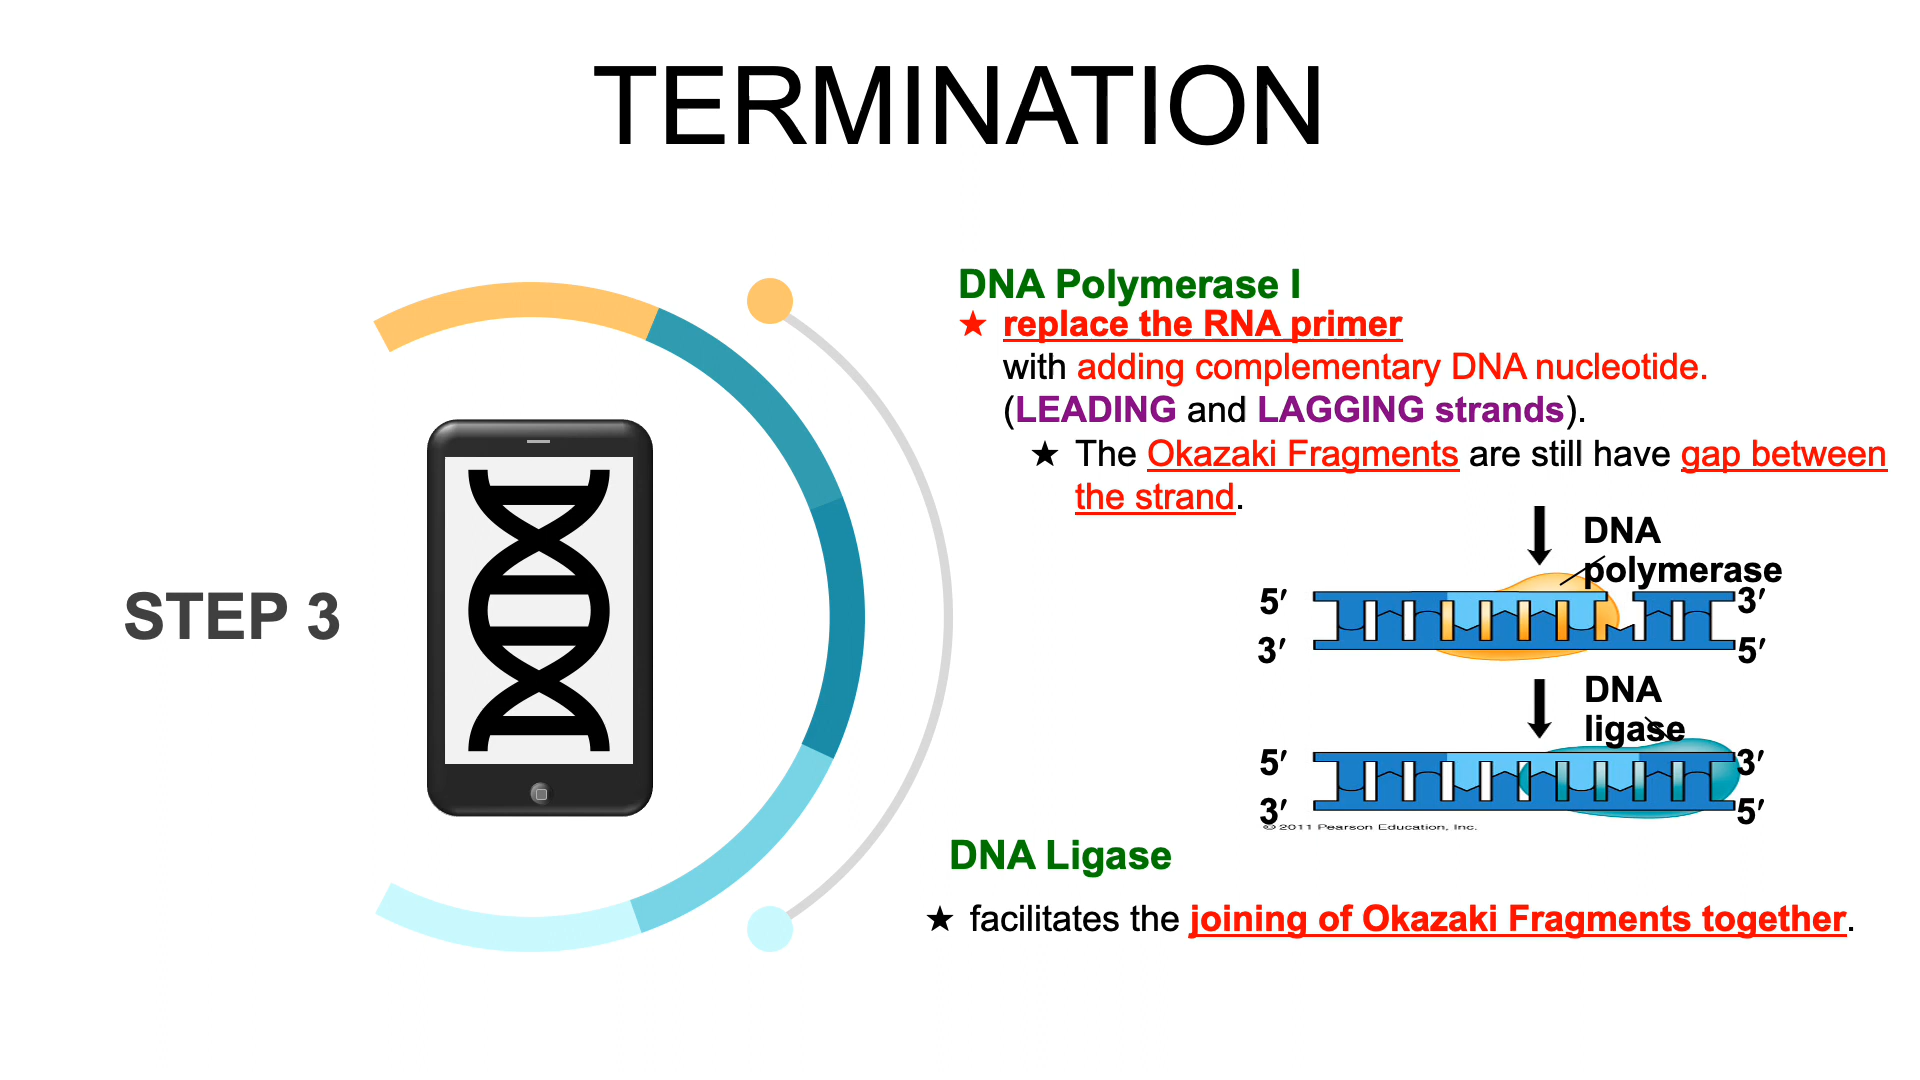 TERMINATION
STEP 3
DNA Polymerase I
★ replace the RNA primer
with adding complementary DNA nucleotide.
(LEADING and LAGGING strands).
★ The Okazaki Fragments are still have gap between
the strand.
DNA
polymerase
5′ 3′
3′ 5′
DNA
ligase
5′ 3′
3′ 5′
© 2011 Pearson Education, Inc.
DNA Ligase
★ facilitates the joining of Okazaki Fragments together.